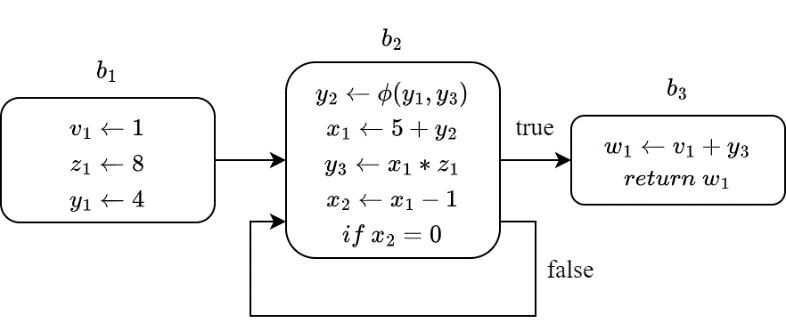 b₁
v₁ ← 1
z₁ ← 8
y₁ ← 4
b₂
y₂ ← ϕ(y₁, y₃)
x₁ ← 5 + y₂
y₃ ← x₁ * z₁
x₂ ← x₁ − 1
if x₂ = 0
true
false
b₃
w₁ ← v₁ + y₃
return w₁